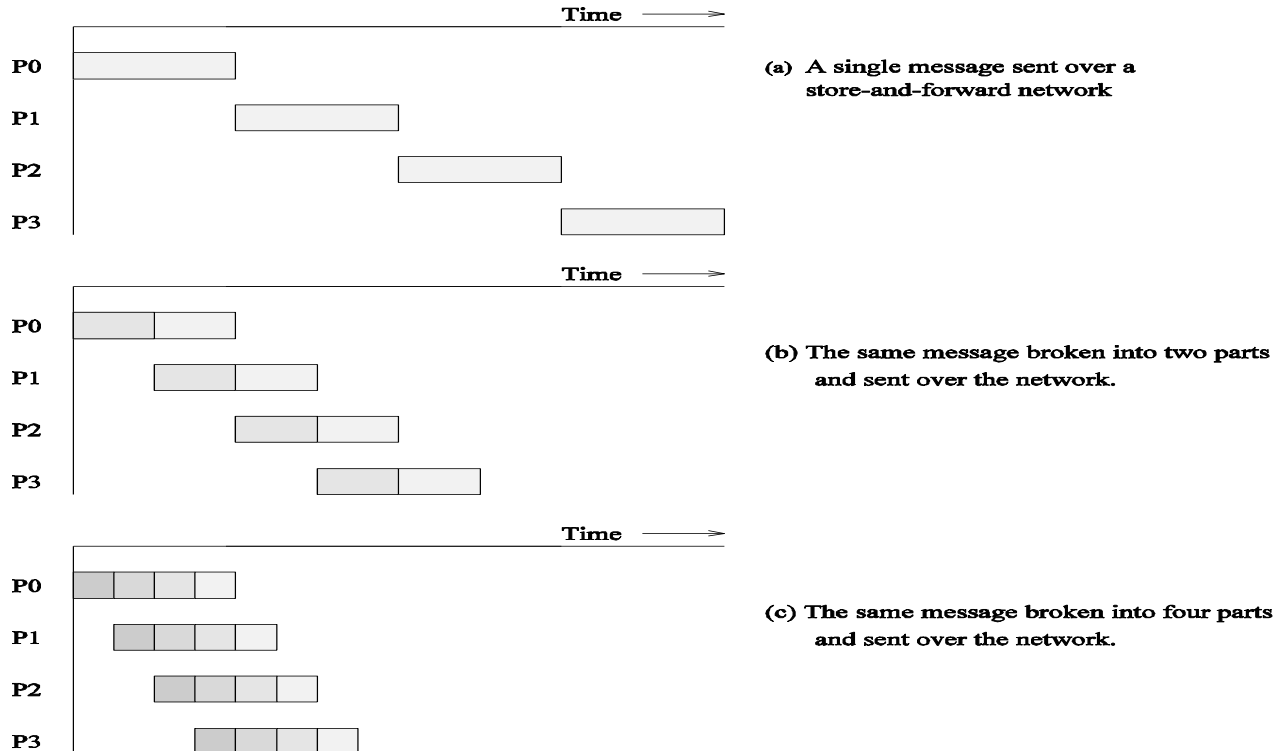 Time
P0
(a) A single message sent over a
store-and-forward network
P1
P2
P3
Time
P0
(b) The same message broken into two parts
and sent over the network.
P1
P2
P3
Time
P0
(c) The same message broken into four parts
and sent over the network.
P1
P2
P3